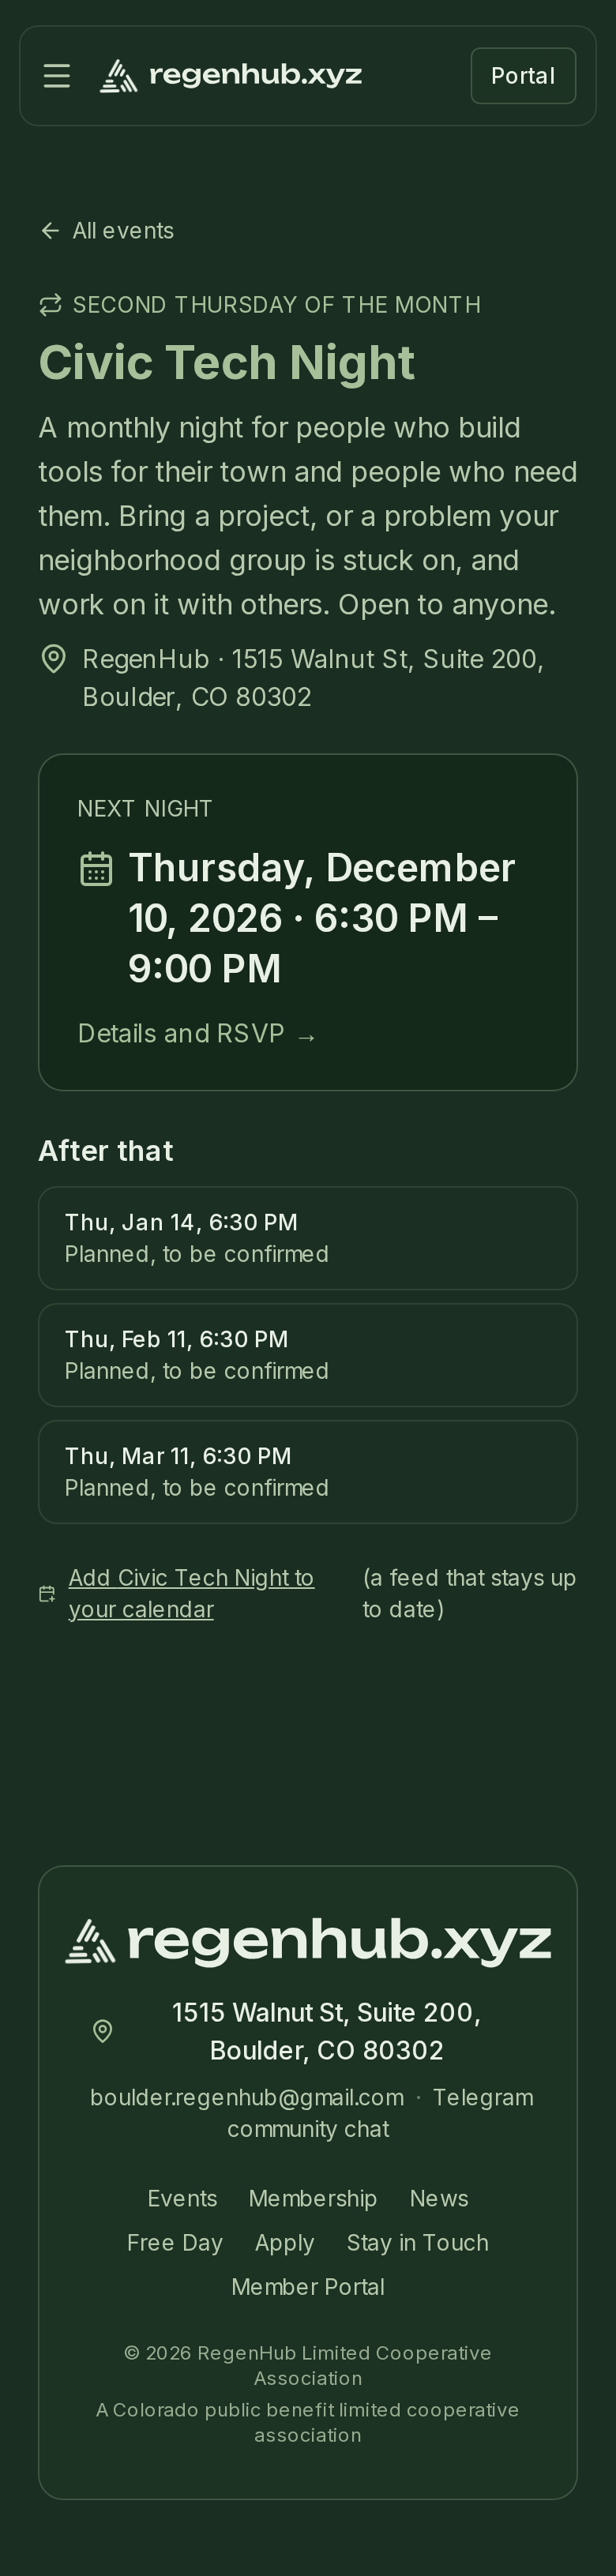 regenhub.xyz
Portal
← All events
SECOND THURSDAY OF THE MONTH
Civic Tech Night
A monthly night for people who build
tools for their town and people who need
them. Bring a project, or a problem your
neighborhood group is stuck on, and
work on it with others. Open to anyone.
RegenHub · 1515 Walnut St, Suite 200,
Boulder, CO 80302
NEXT NIGHT
Thursday, December
10, 2026 · 6:30 PM –
9:00 PM
Details and RSVP →
After that
Thu, Jan 14, 6:30 PM
Planned, to be confirmed
Thu, Feb 11, 6:30 PM
Planned, to be confirmed
Thu, Mar 11, 6:30 PM
Planned, to be confirmed
Add Civic Tech Night to
your calendar
(a feed that stays up
to date)
regenhub.xyz
1515 Walnut St, Suite 200,
Boulder, CO 80302
boulder.regenhub@gmail.com · Telegram
community chat
Events Membership News
Free Day Apply Stay in Touch
Member Portal
© 2026 RegenHub Limited Cooperative
Association
A Colorado public benefit limited cooperative
association